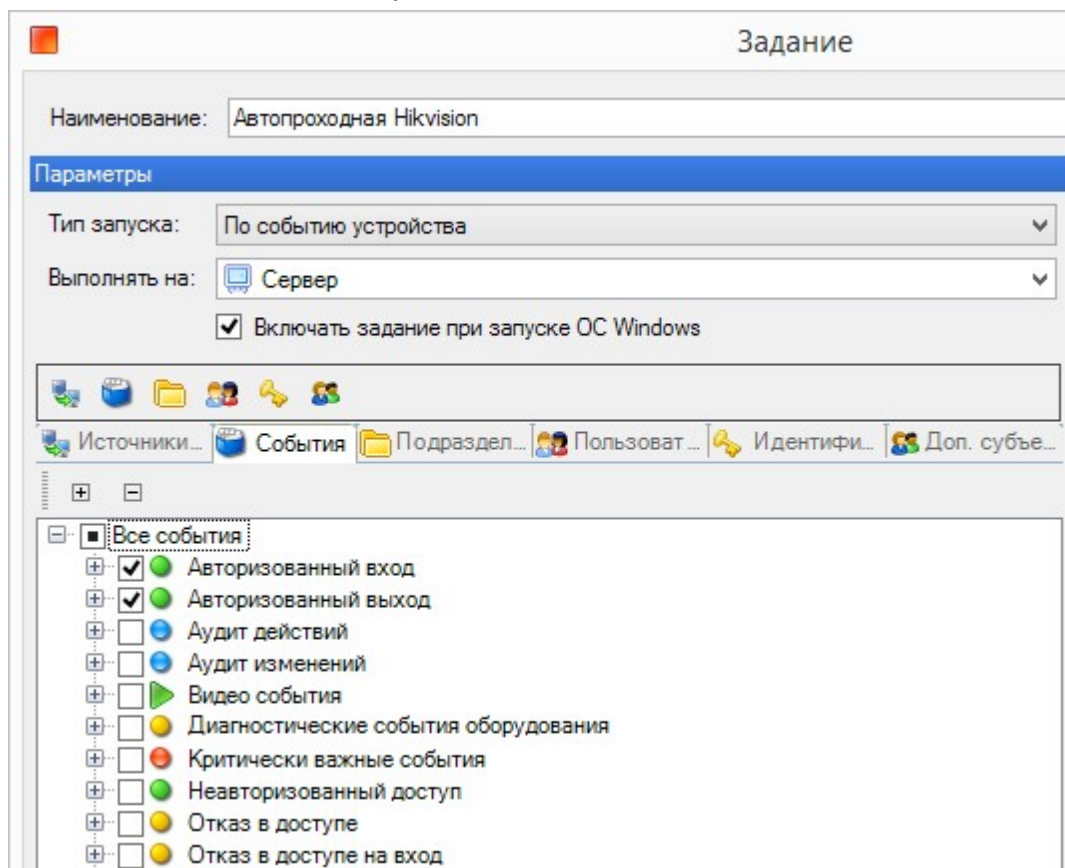 Задание
Наименование: Автопроходная Hikvision
Параметры
Тип запуска: По событию устройства
Выполнять на: Сервер
Включать задание при запуске ОС Windows
Источники... События Подраздел... Пользоват... Идентифи... Доп. субъе...
Все события
Авторизованный вход
Авторизованный выход
Аудит действий
Аудит изменений
Видео события
Диагностические события оборудования
Критически важные события
Неавторизованный доступ
Отказ в доступе
Отказ в доступе на вход